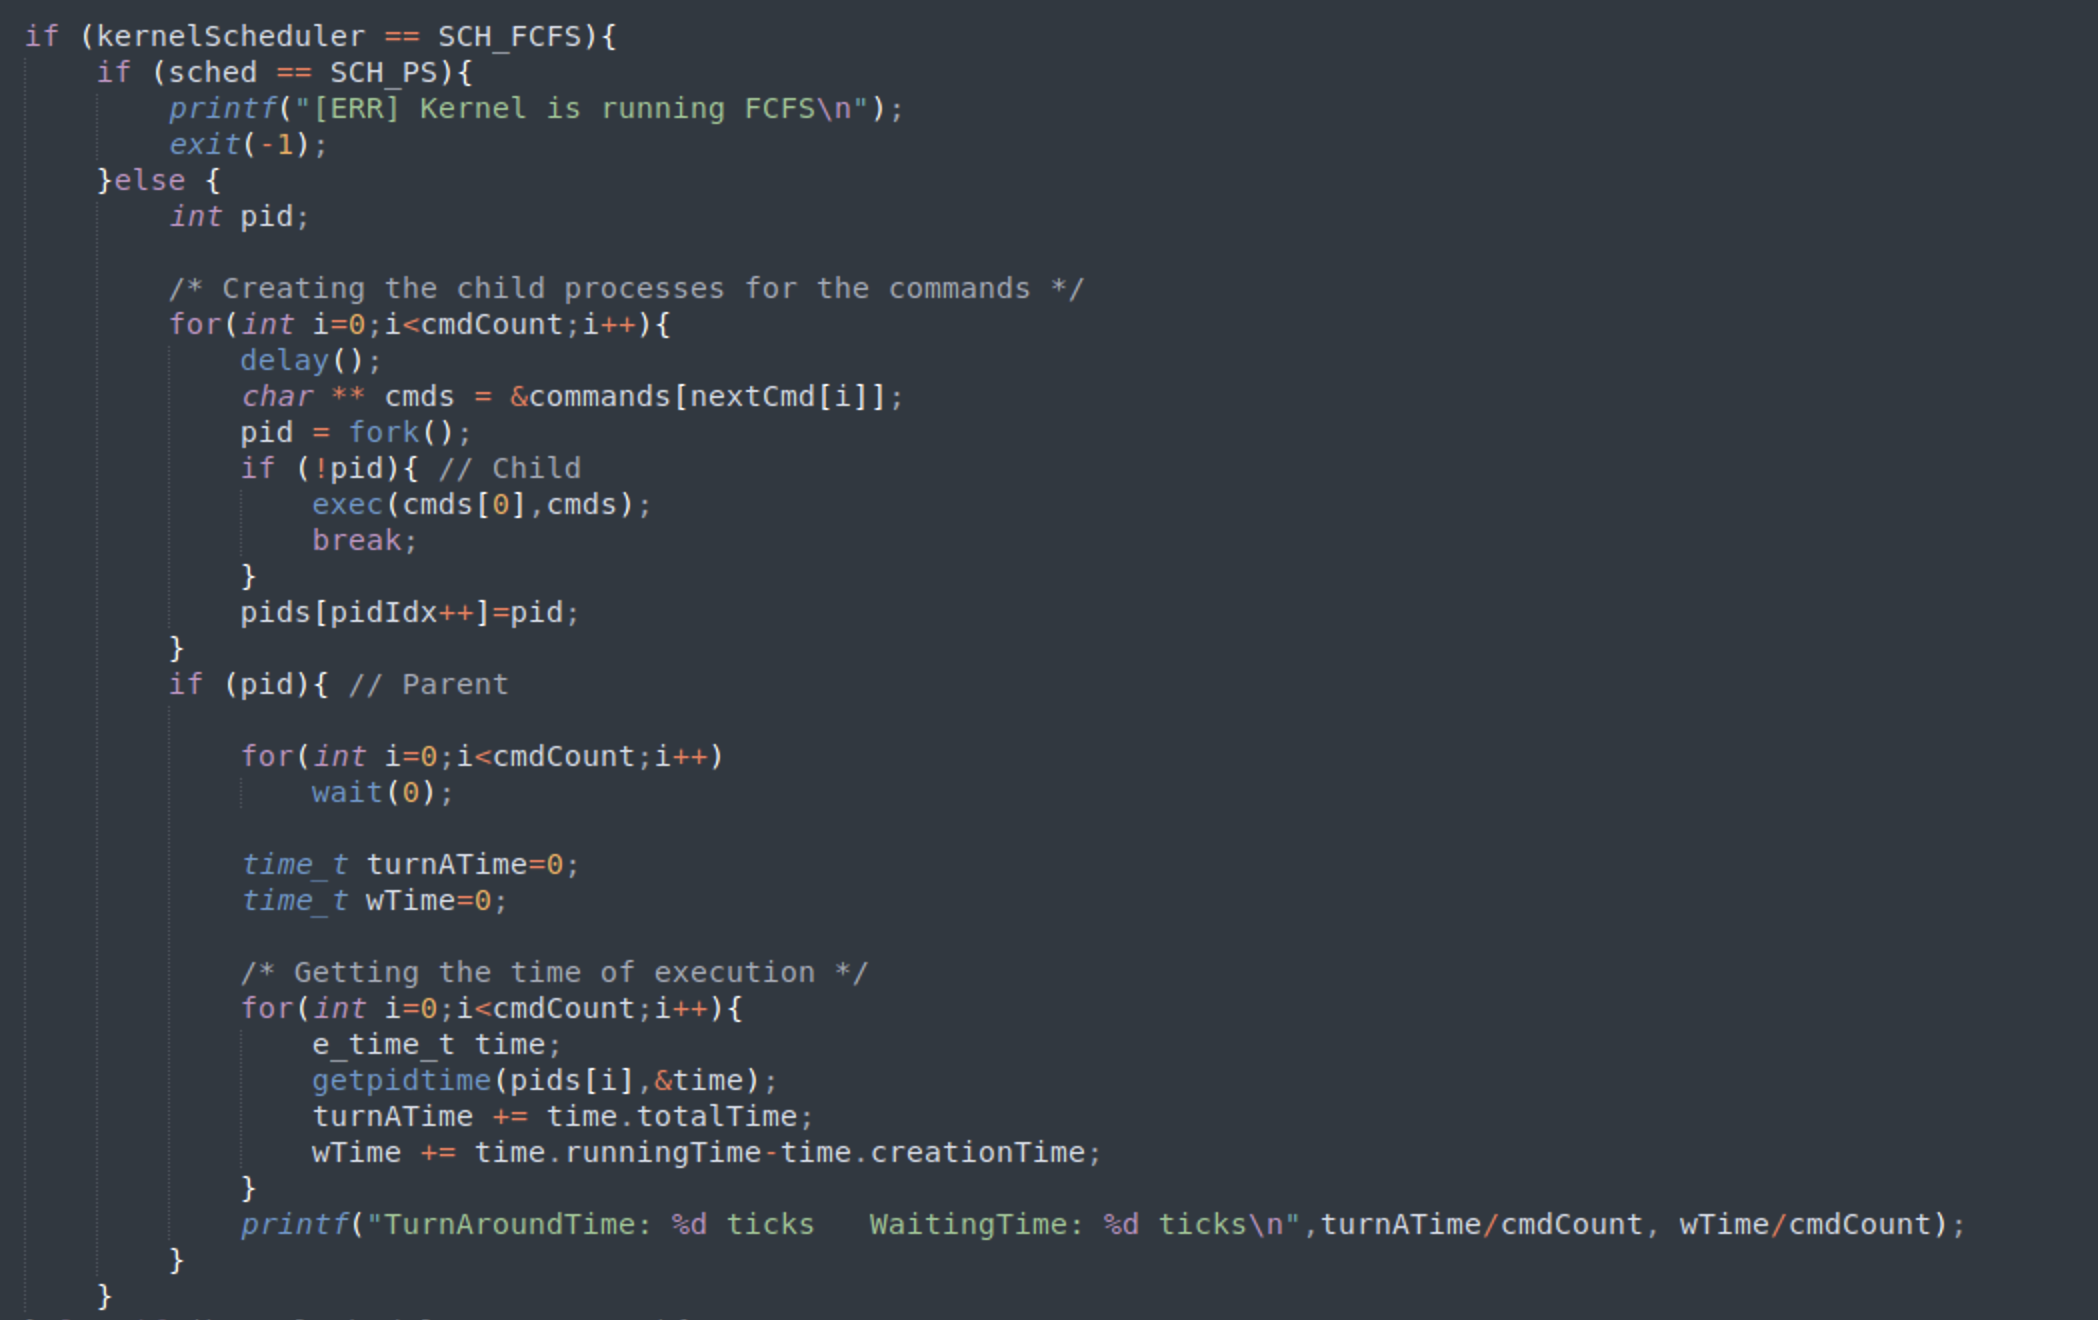 if (kernelScheduler == SCH_FCFS){
    if (sched == SCH_PS){
        printf("[ERR] Kernel is running FCFS\n");
        exit(-1);
    }else {
        int pid;

        /* Creating the child processes for the commands */
        for(int i=0;i<cmdCount;i++){
            delay();
            char ** cmds = &commands[nextCmd[i]];
            pid = fork();
            if (!pid){ // Child
                exec(cmds[0],cmds);
                break;
            }
            pids[pidIdx++]=pid;
        }
        if (pid){ // Parent

            for(int i=0;i<cmdCount;i++)
                wait(0);

            time_t turnATime=0;
            time_t wTime=0;

            /* Getting the time of execution */
            for(int i=0;i<cmdCount;i++){
                e_time_t time;
                getpidtime(pids[i],&time);
                turnATime += time.totalTime;
                wTime += time.runningTime-time.creationTime;
            }
            printf("TurnAroundTime: %d ticks   WaitingTime: %d ticks\n",turnATime/cmdCount, wTime/cmdCount);
        }
    }